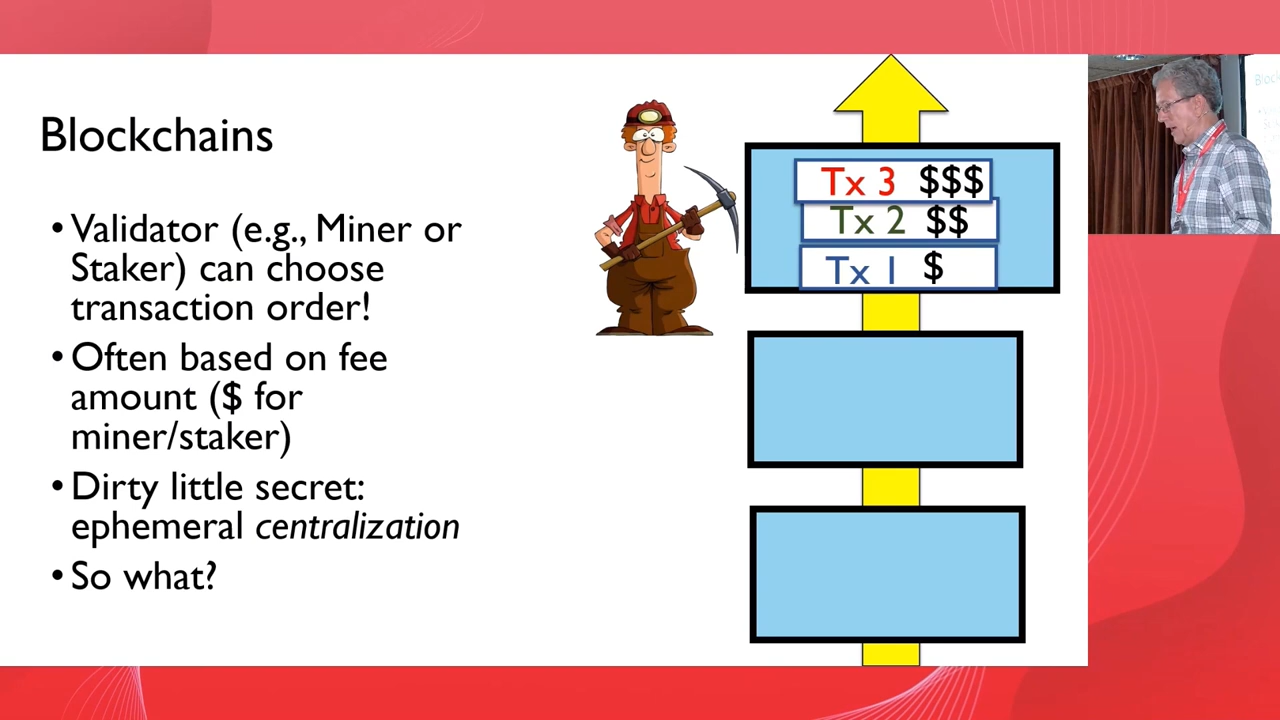 Blockchains
• Validator (e.g., Miner or
Staker) can choose
transaction order!
• Often based on fee
amount ($ for
miner/staker)
• Dirty little secret:
ephemeral centralization
• So what?
Tx 3 $$$
Tx 2 $$
Tx 1 $